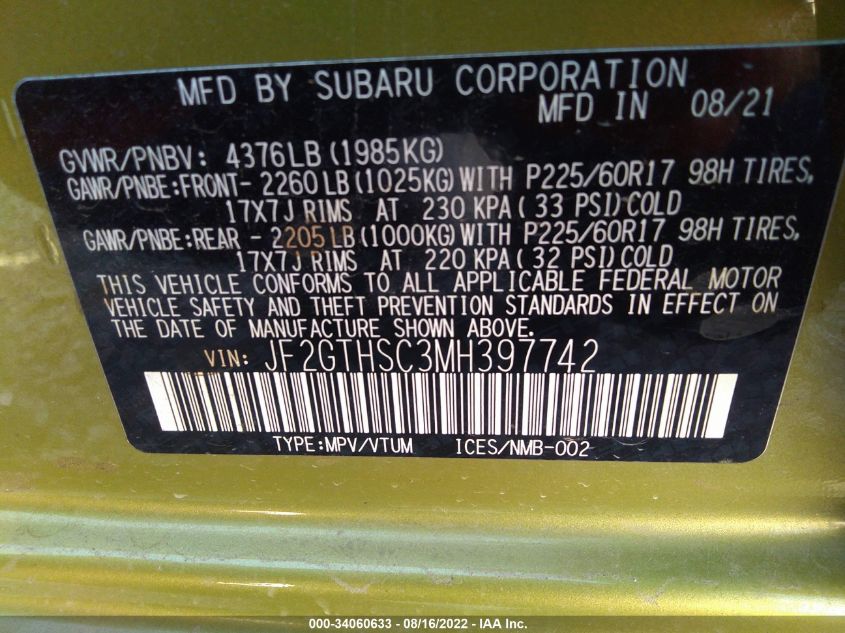 MFD BY SUBARU CORPORATION
MFD IN 08/21
GVWR/PNBV: 4376LB (1985KG)
GAWR/PNBE:FRONT- 2260LB (1025KG) WITH P225/60R17 98H TIRES,
17X7J RIMS AT 230 KPA (33 PSI) COLD
GAWR/PNBE:REAR - 2205LB (1000KG) WITH P225/60R17 98H TIRES,
17X7J RIMS AT 220 KPA (32 PSI) COLD
THIS VEHICLE CONFORMS TO ALL APPLICABLE FEDERAL MOTOR
VEHICLE SAFETY AND THEFT PREVENTION STANDARDS IN EFFECT ON
THE DATE OF MANUFACTURE SHOWN ABOVE.
VIN: JF2GTHSC3MH397742
TYPE:MPV/VTUM ICES/NMB-002
000-34060633 - 08/16/2022 - IAA Inc.